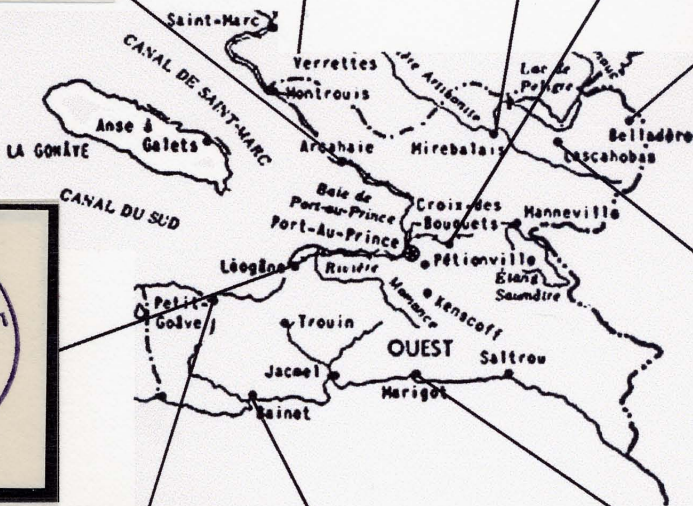 Saint-Marc
CANAL DE SAINT-MARC
Verrettes
Montrouis
Lac de
Peligre
Belladère
LA GONÂVE
Anse à
Galets
Arcahaie
Mirebalais
Lascahobas
CANAL DU SUD
Baie de
Port-au-Prince
Croix-des
Bouquets
Manneville
Port-Au-Prince
Pétionville
Étang
Saumâtre
Léogâne
Rivière
Momance
Kenscoff
Petit-
Goâve
Trouin
OUEST
Saltrou
Jacmel
Marigot
Bainet